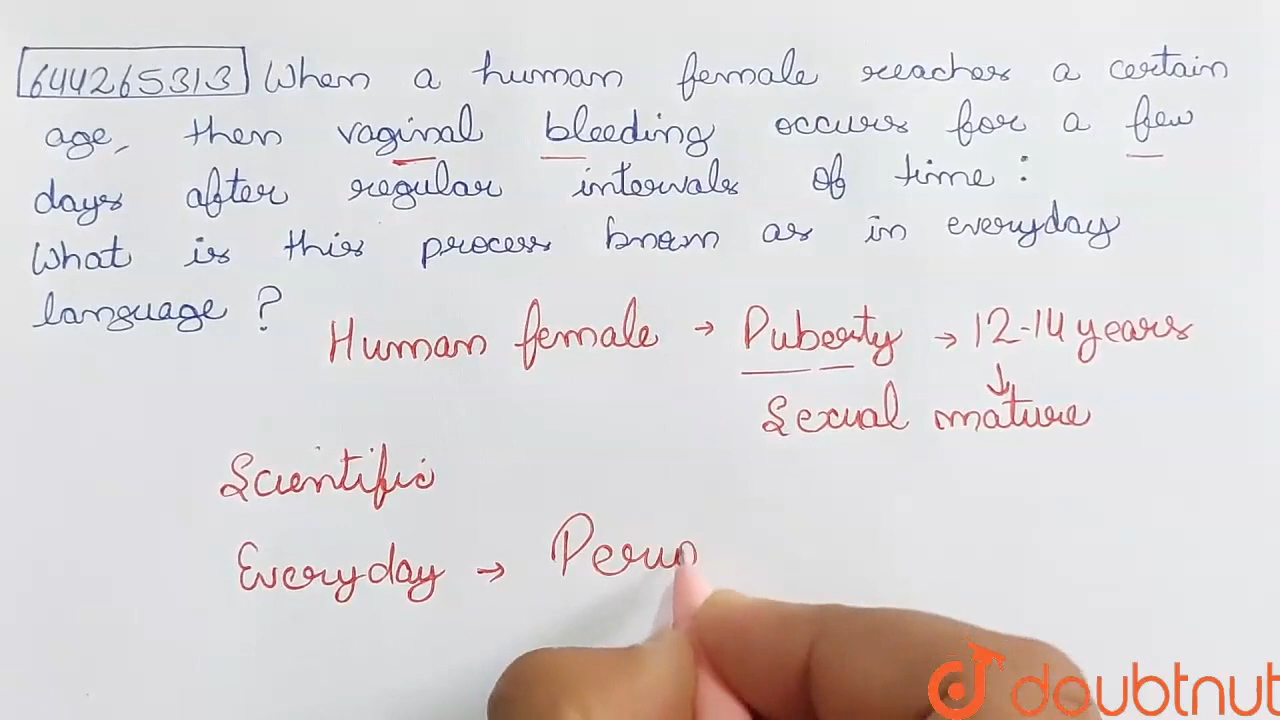 644265313 When a human female reaches a certain
age, then vaginal bleeding occurs for a few
days after regular intervals of time :
What is this process known as in everyday
language ?
Human female → Puberty → 12-14 years
↓
Sexual mature
Scientific
Everyday → Perio
doubtnut